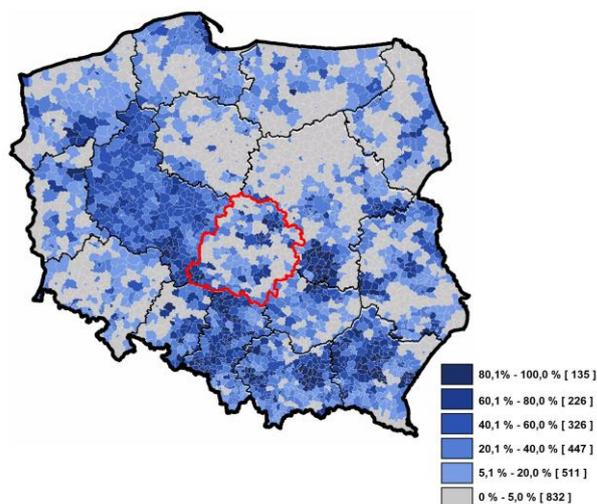 80,1% - 100,0 % [ 135 ]
60,1 % - 80,0 % [ 226 ]
40,1 % - 60,0 % [ 326 ]
20,1 % - 40,0 % [ 447 ]
5,1 % - 20,0 % [ 511 ]
0 % - 5,0 % [ 832 ]